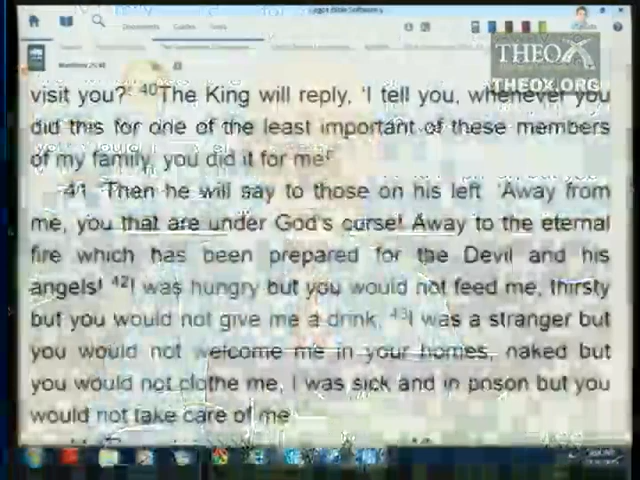 Logos Bible Software
Documents Guides Tools
THEOX
THEOX.ORG
visit you?' 40The King will reply, 'I tell you, whenever you
did this for one of the least important of these members
of my family, you did it for me'
41 'Then he will say to those on his left 'Away from
me, you that are under God's curse! Away to the eternal
fire which has been prepared for the Devil and his
angels! 42I was hungry but you would not feed me, thirsty
but you would not give me a drink, 43I was a stranger but
you would not welcome me in your homes, naked but
you would not clothe me, I was sick and in prison but you
would not take care of me